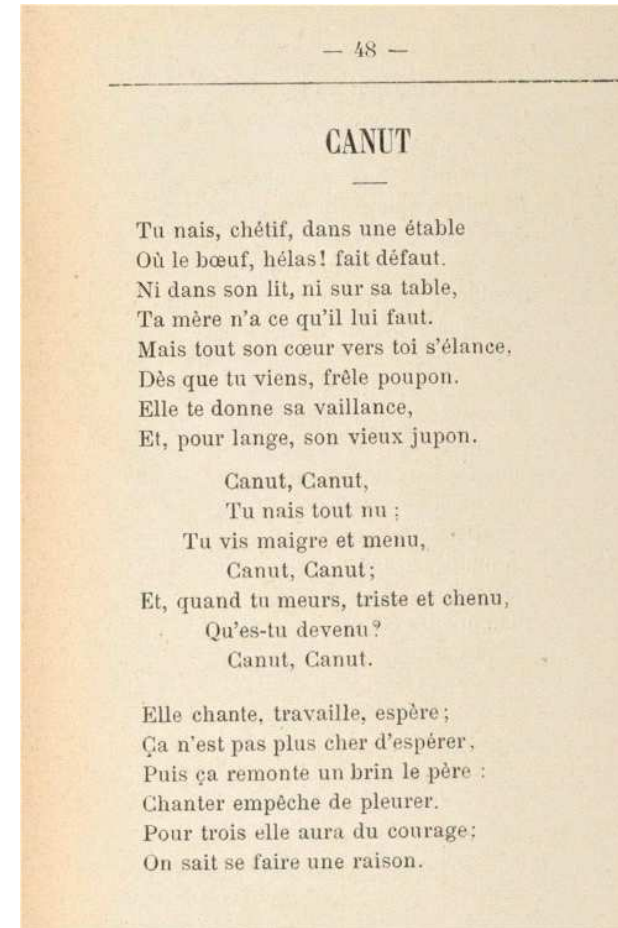 — 48 —
CANUT
Tu nais, chétif, dans une étable
Où le bœuf, hélas! fait défaut.
Ni dans son lit, ni sur sa table,
Ta mère n'a ce qu'il lui faut.
Mais tout son cœur vers toi s'élance,
Dès que tu viens, frêle poupon.
Elle te donne sa vaillance,
Et, pour lange, son vieux jupon.
Canut, Canut,
Tu nais tout nu :
Tu vis maigre et menu,
Canut, Canut;
Et, quand tu meurs, triste et chenu,
Qu'es-tu devenu?
Canut, Canut.
Elle chante, travaille, espère;
Ça n'est pas plus cher d'espérer,
Puis ça remonte un brin le père :
Chanter empêche de pleurer.
Pour trois elle aura du courage;
On sait se faire une raison.